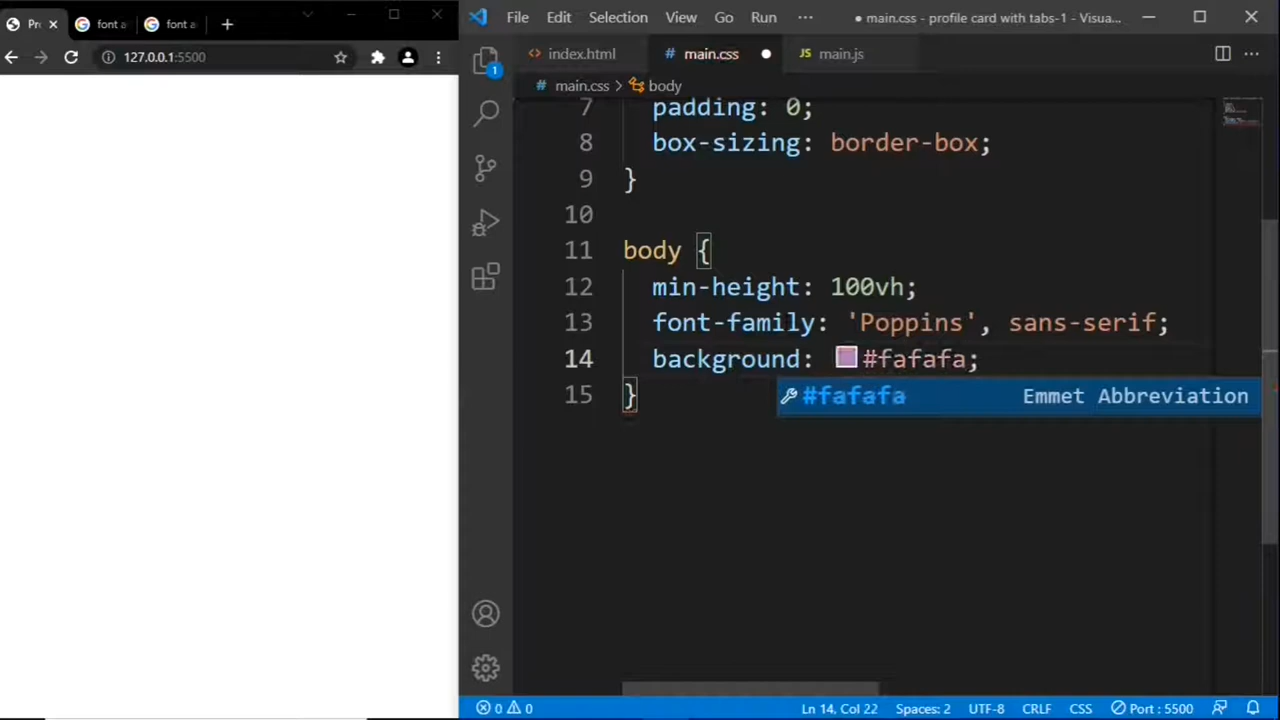 Pr
font a
font a
127.0.0.1:5500
File Edit Selection View Go Run ··· ● main.css - profile card with tabs-1 - Visua...
1
<> index.html
# main.css ●
JS main.js
# main.css > body
7 padding: 0;
8 box-sizing: border-box;
9 }
10
11 body {
12 min-height: 100vh;
13 font-family: 'Poppins', sans-serif;
14 background: #fafafa;
15 }
#fafafa Emmet Abbreviation
0 0 Ln 14, Col 22 Spaces: 2 UTF-8 CRLF CSS Port : 5500